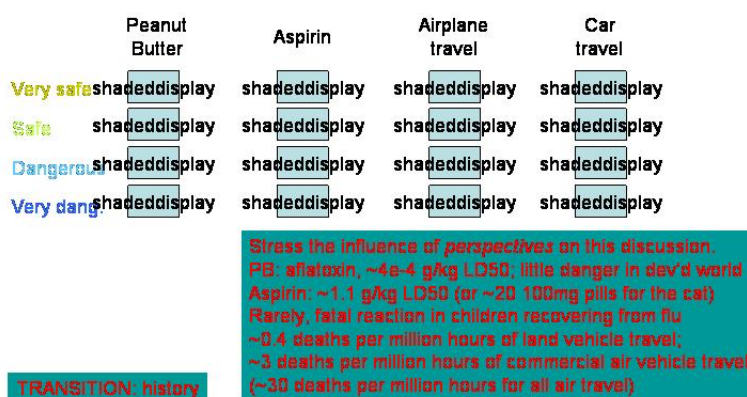 Peanut Butter Aspirin Airplane travel Car travel
Very safe shadeddisplay shadeddisplay shadeddisplay shadeddisplay
Safe shadeddisplay shadeddisplay shadeddisplay shadeddisplay
Dangerous shadeddisplay shadeddisplay shadeddisplay shadeddisplay
Very dang. shadeddisplay shadeddisplay shadeddisplay shadeddisplay
Stress the influence of perspectives on this discussion.
PB: aflatoxin, ~4e-4 g/kg LD50; little danger in dev'd world
Aspirin: ~1.1 g/kg LD50 (or ~20 100mg pills for the cat)
Rarely, fatal reaction in children recovering from flu
~0.4 deaths per million hours of land vehicle travel;
~3 deaths per million hours of commercial air vehicle travel
(~30 deaths per million hours for all air travel)
TRANSITION: history